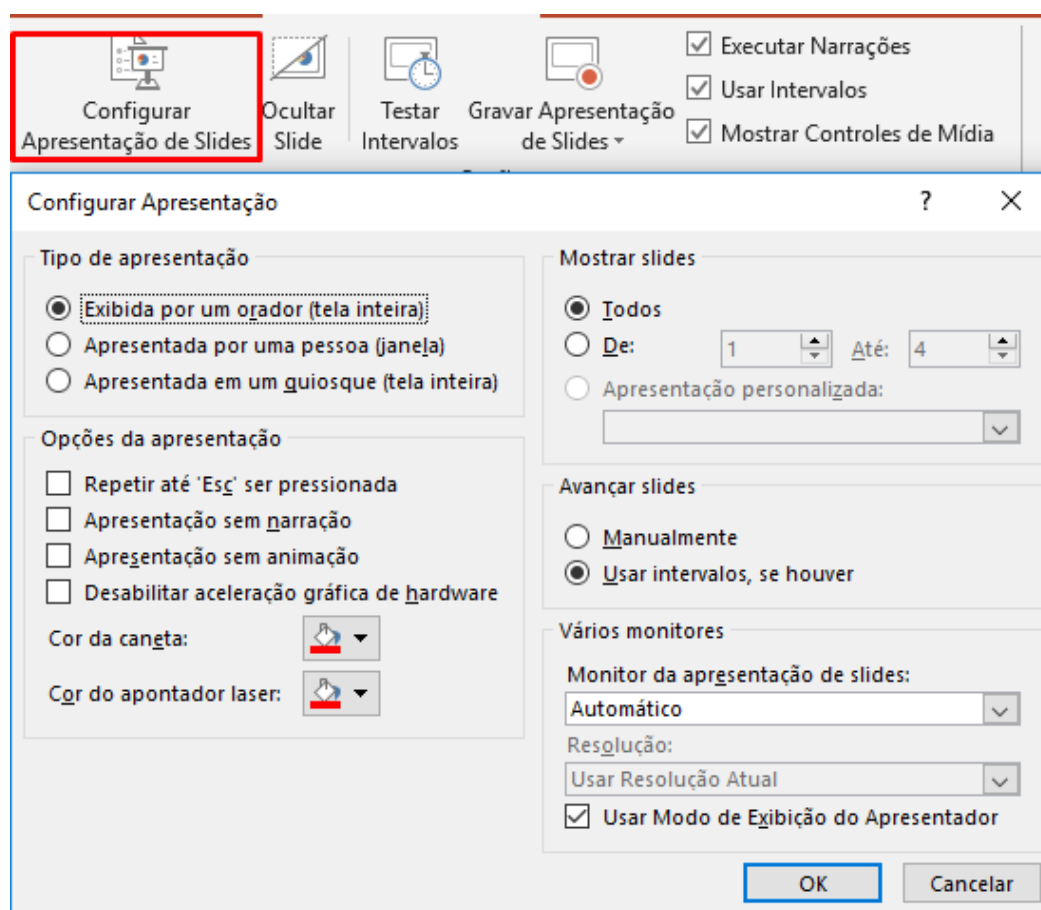 Configurar
Apresentação de Slides
Ocultar
Slide
Testar
Intervalos
Gravar Apresentação
de Slides
Executar Narrações
Usar Intervalos
Mostrar Controles de Mídia
Configurar Apresentação
?
Tipo de apresentação
Exibida por um orador (tela inteira)
Apresentada por uma pessoa (janela)
Apresentada em um quiosque (tela inteira)
Opções da apresentação
Repetir até 'Esc' ser pressionada
Apresentação sem narração
Apresentação sem animação
Desabilitar aceleração gráfica de hardware
Cor da caneta:
Cor do apontador laser:
Mostrar slides
Todos
De: 1 Até: 4
Apresentação personalizada:
Avançar slides
Manualmente
Usar intervalos, se houver
Vários monitores
Monitor da apresentação de slides:
Automático
Resolução:
Usar Resolução Atual
Usar Modo de Exibição do Apresentador
OK Cancelar